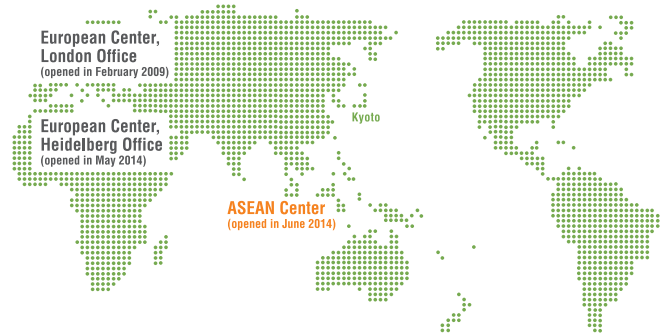 European Center,
London Office
(opened in February 2009)
European Center,
Heidelberg Office
(opened in May 2014)
Kyoto
ASEAN Center
(opened in June 2014)